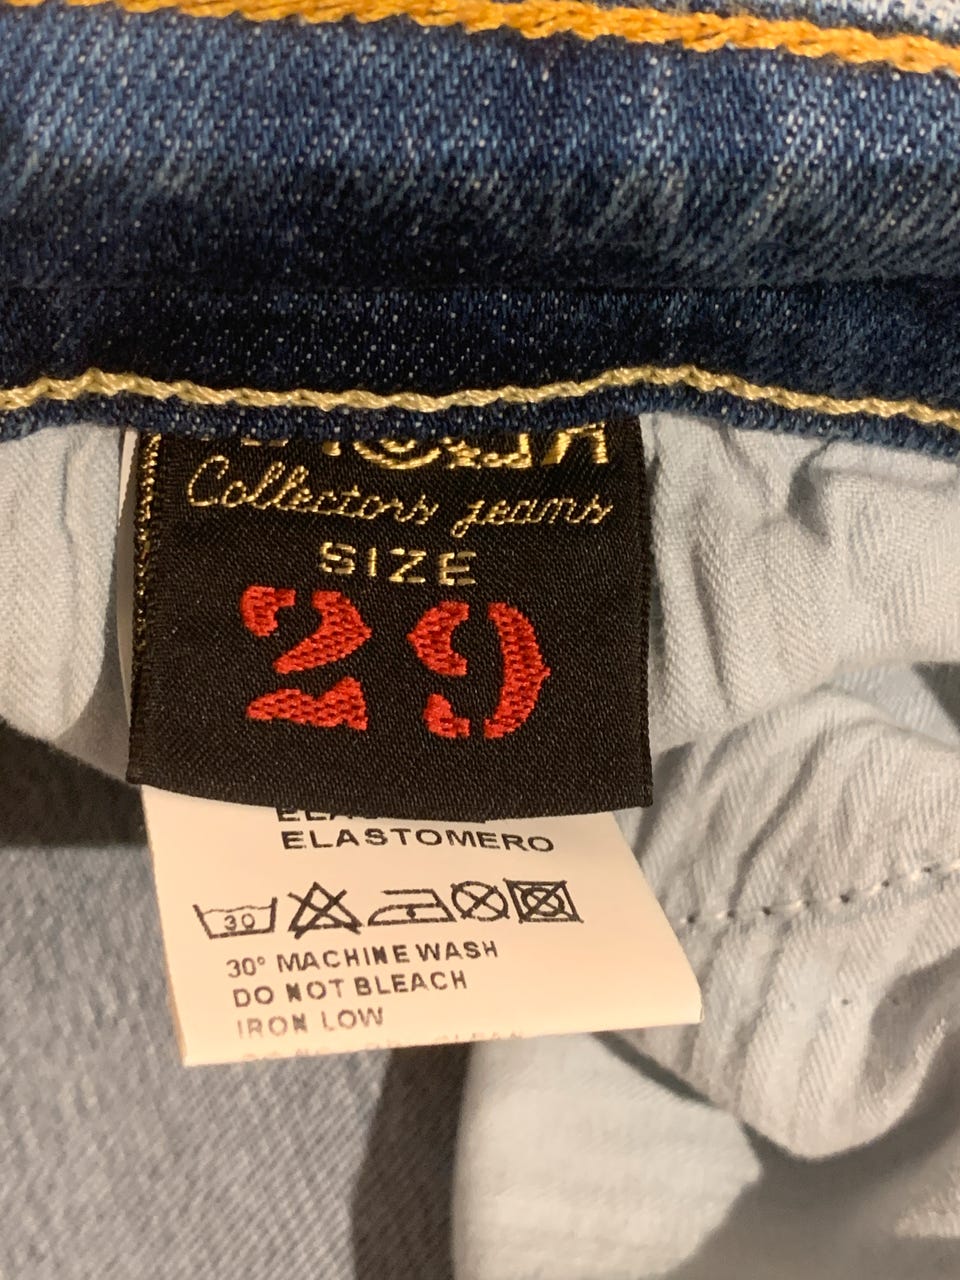 Collectors jeans
SIZE
29
ELASTOMERO
30
30° MACHINE WASH
DO NOT BLEACH
IRON LOW